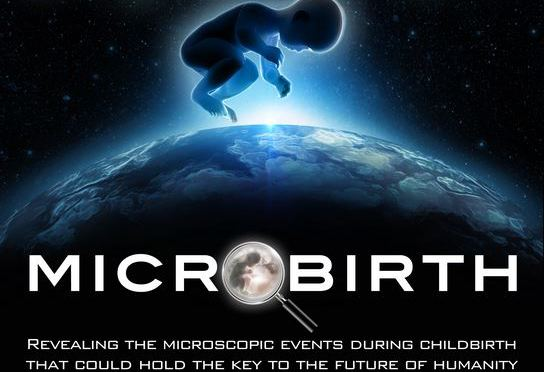 MICROBIRTH
REVEALING THE MICROSCOPIC EVENTS DURING CHILDBIRTH
THAT COULD HOLD THE KEY TO THE FUTURE OF HUMANITY